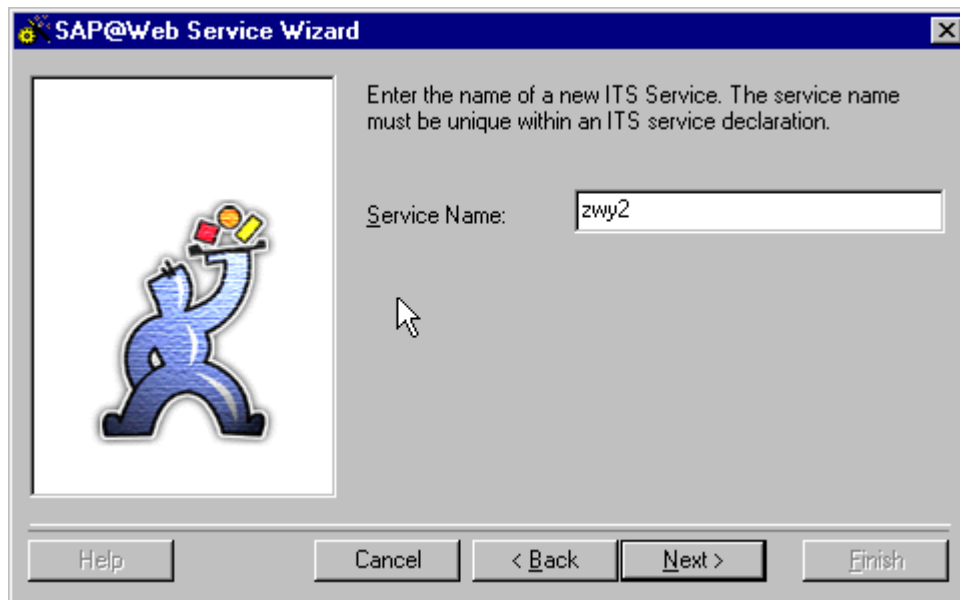 SAP@Web Service Wizard
Enter the name of a new ITS Service. The service name
must be unique within an ITS service declaration.
Service Name: zwy2
Help Cancel < Back Next > Finish